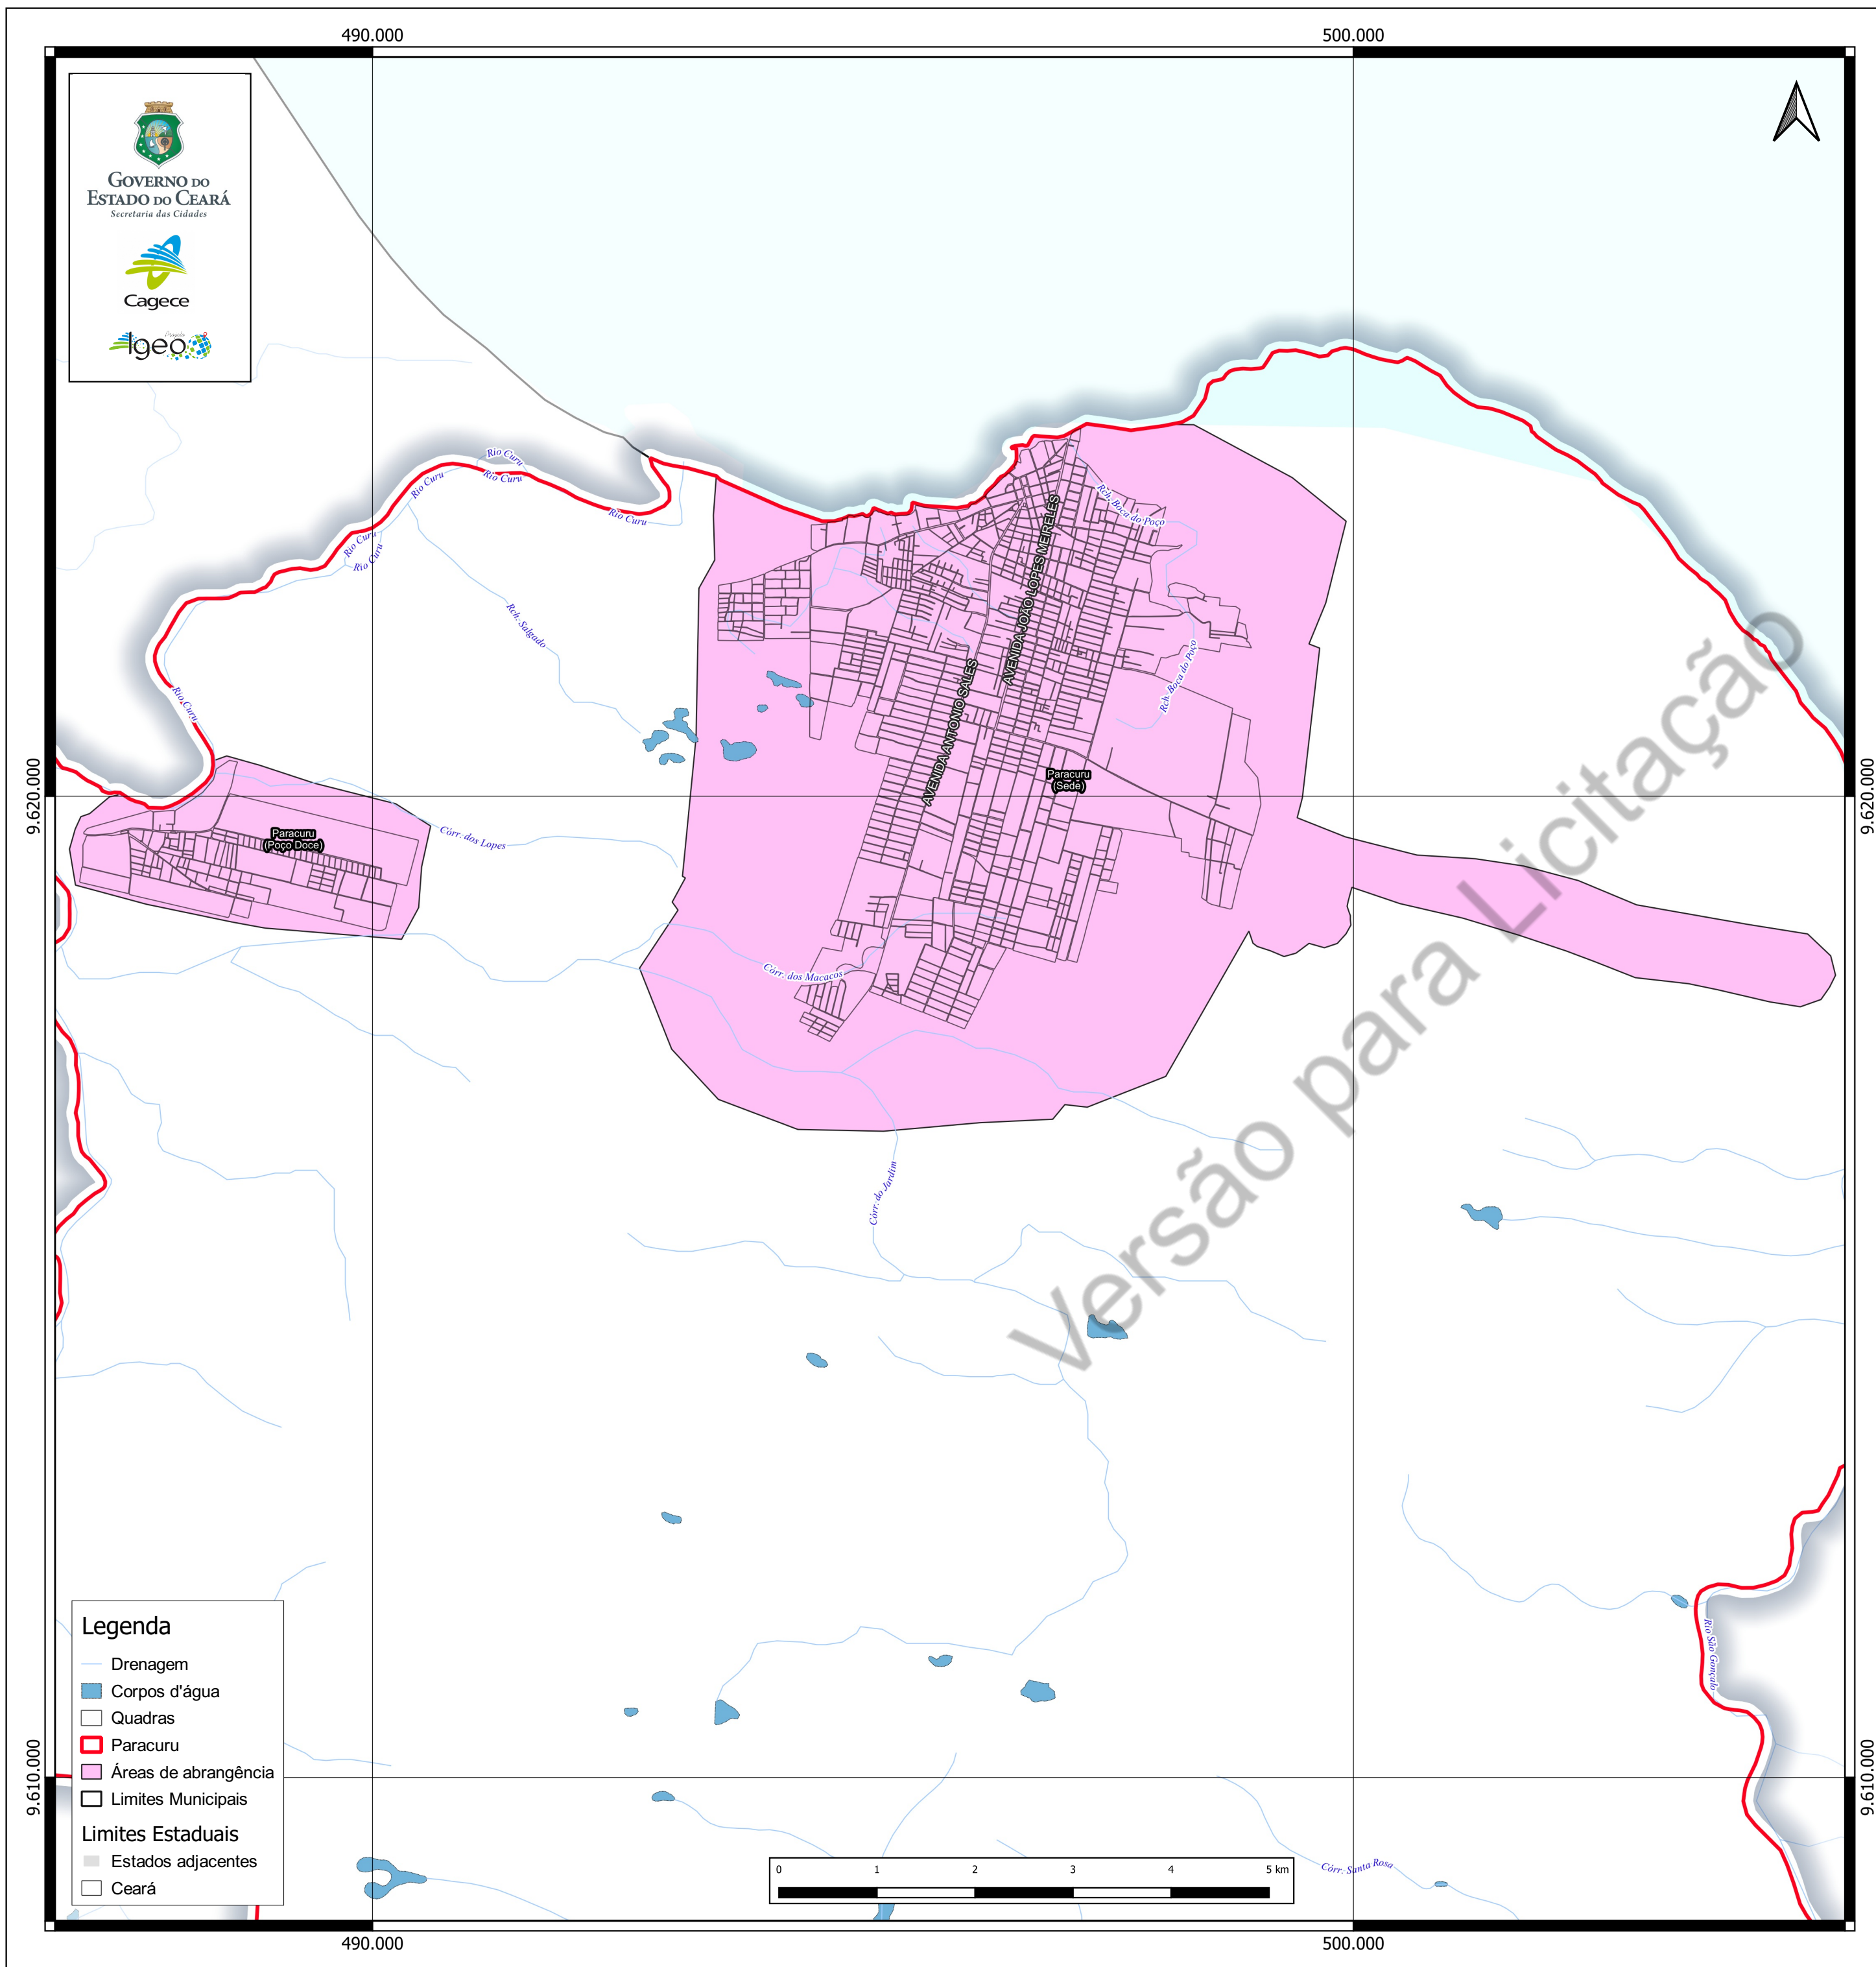 490.000
500.000
GOVERNO DO
ESTADO DO CEARÁ
Secretaria das Cidades
Cagece
Igeo
Rio Curu
Rio Curu
Rio Curu
Rio Curu
Rio Curu
Rio Curu
Rio Curu
Rch. Salgado
Rch. Boca do Poço
Rch. Boca do Poço
AVENIDA JOÃO LOPES MEIRELES
AVENIDA ANTONIO SALES
Paracuru
(Sede)
9.620.000
9.620.000
Paracuru
(Poço Doce)
Córr. dos Lopes
Córr. dos Macacos
Córr. do Jardim
Versão para Licitação
Rio São Gonçalo
Córr. Santa Rosa
9.610.000
9.610.000
Legenda
Drenagem
Corpos d'água
Quadras
Paracuru
Áreas de abrangência
Limites Municipais
Limites Estaduais
Estados adjacentes
Ceará
0 1 2 3 4 5 km
490.000
500.000